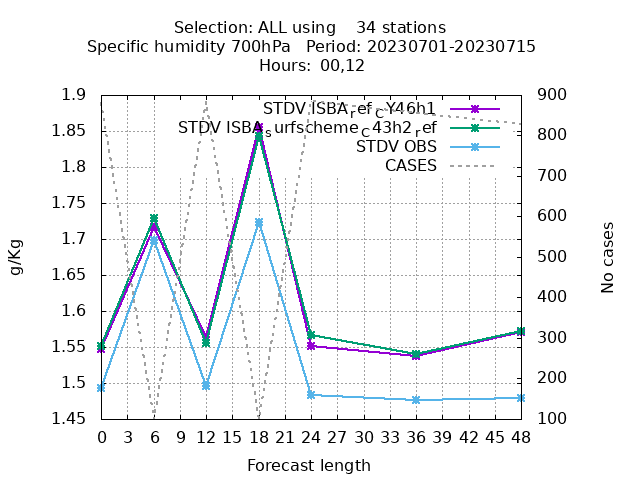 Selection: ALL using    34 stations
Specific humidity 700hPa   Period: 20230701-20230715
Hours: 00,12
STDV ISBA_ref_CY46h1
STDV ISBA_surfscheme_C43h2_ref
STDV OBS
CASES
1.9
1.85
1.8
1.75
1.7
1.65
1.6
1.55
1.5
1.45
900
800
700
600
500
400
300
200
100
g/Kg
No cases
0 3 6 9 12 15 18 21 24 27 30 33 36 39 42 45 48
Forecast length